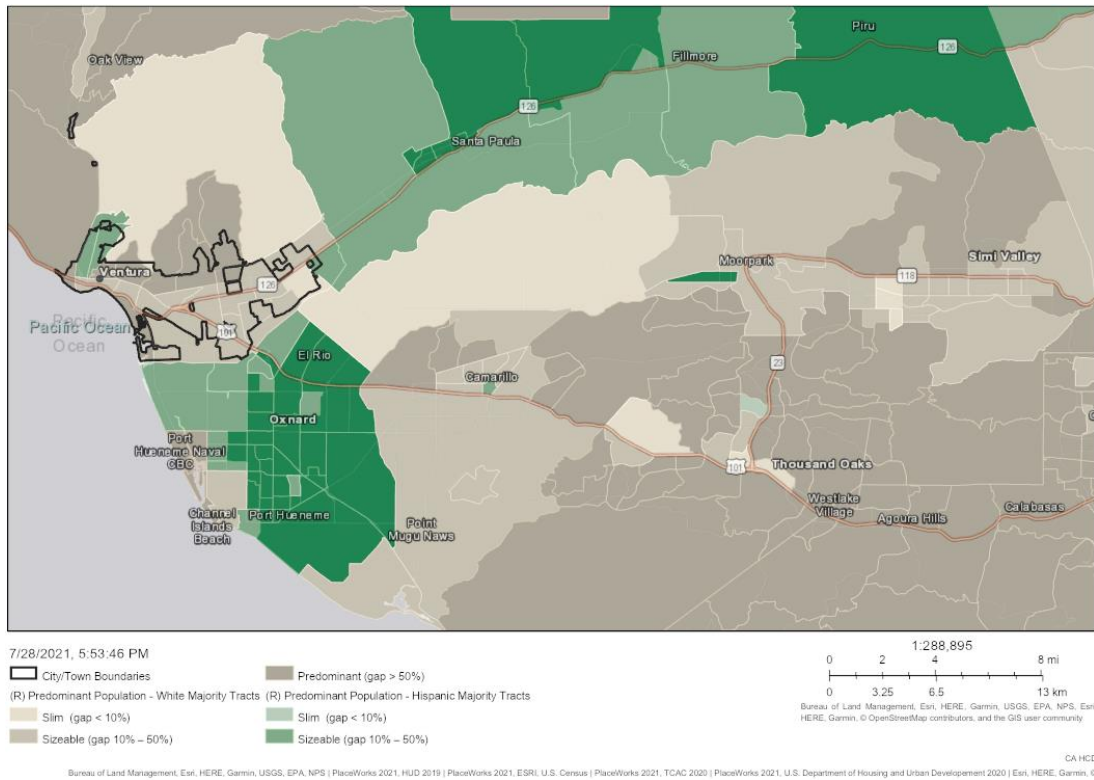 Piru
126
Oak View
Fillmore
126
Santa Paula
Ventura
126
Moorpark
Simi Valley
118
Pacific Ocean
Pacific
Ocean
101
El Rio
23
Camarillo
Oxnard
Port
Hueneme Naval
CBC
101
Thousand Oaks
Westlake
Village
Calabasas
Agoura Hills
Channel
Islands
Beach
Port Hueneme
Point
Mugu Naws
7/28/2021, 5:53:46 PM
City/Town Boundaries
(R) Predominant Population - White Majority Tracts
Slim (gap < 10%)
Sizeable (gap 10% – 50%)
Predominant (gap > 50%)
(R) Predominant Population - Hispanic Majority Tracts
Slim (gap < 10%)
Sizeable (gap 10% – 50%)
1:288,895
0 2 4 8 mi
0 3.25 6.5 13 km
Bureau of Land Management, Esri, HERE, Garmin, USGS, EPA, NPS, Esri
HERE, Garmin, © OpenStreetMap contributors, and the GIS user community
CA HCD
Bureau of Land Management, Esri, HERE, Garmin, USGS, EPA, NPS | PlaceWorks 2021, HUD 2019 | PlaceWorks 2021, ESRI, U.S. Census | PlaceWorks 2021, TCAC 2020 | PlaceWorks 2021, U.S. Department of Housing and Urban Developement 2020 | Esri, HERE, Garmin,